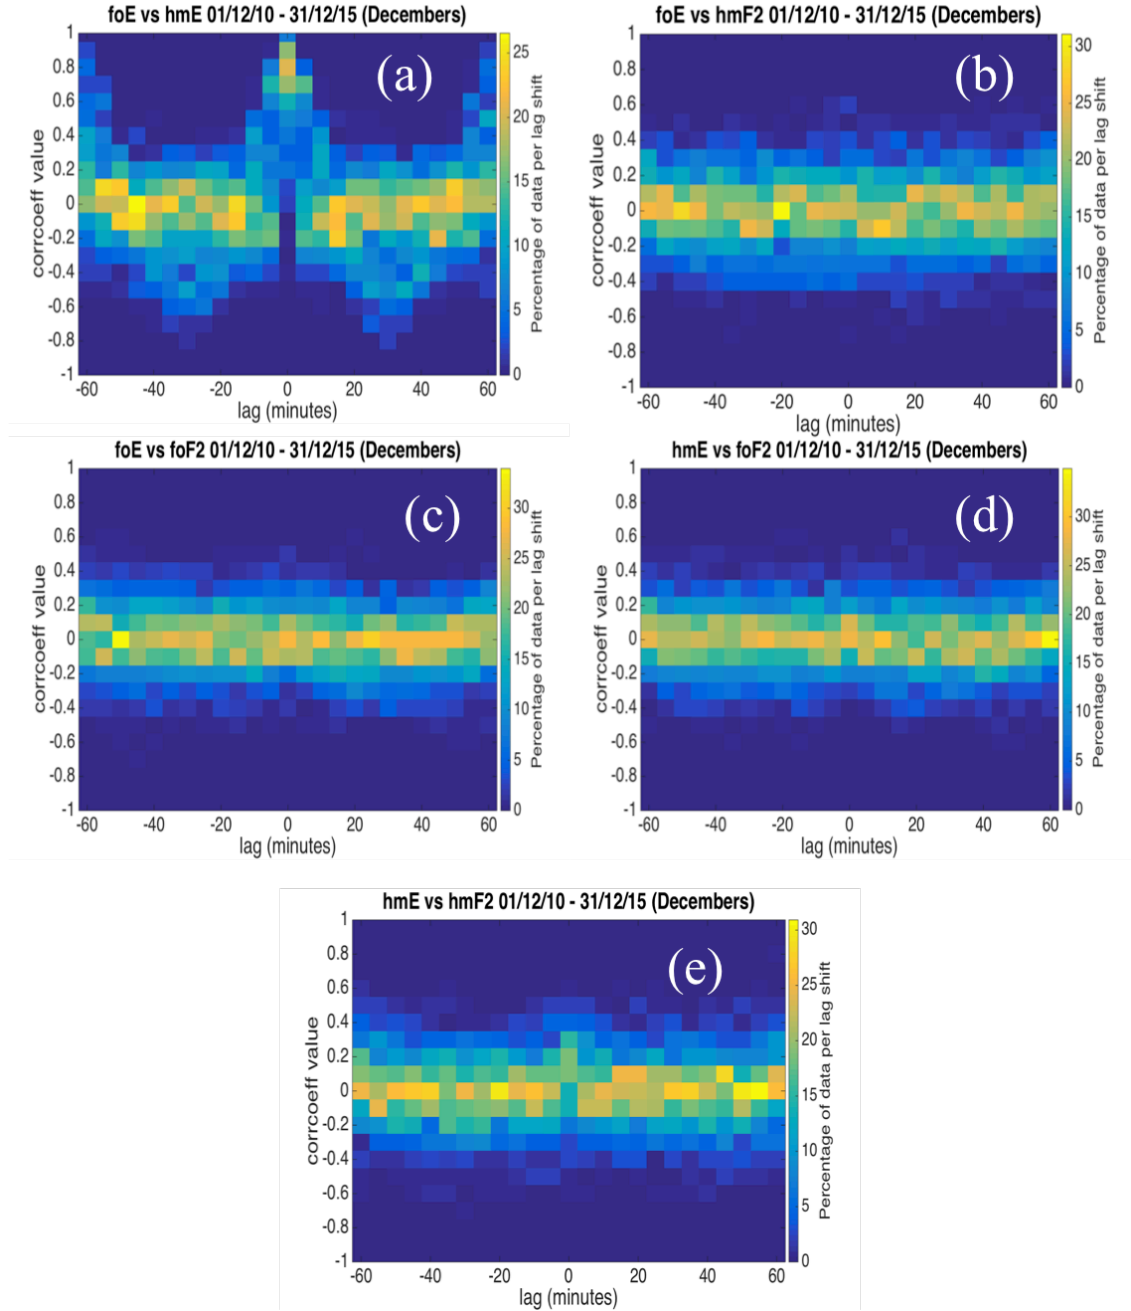 foE vs hmE 01/12/10 - 31/12/15 (Decembers)
(a)
1
0.8
0.6
0.4
0.2
0
-0.2
-0.4
-0.6
-0.8
-1
corrcoeff value
-60 -40 -20 0 20 40 60
lag (minutes)
25
20
15
10
5
0
Percentage of data per lag shift
foE vs hmF2 01/12/10 - 31/12/15 (Decembers)
(b)
1
0.8
0.6
0.4
0.2
0
-0.2
-0.4
-0.6
-0.8
-1
corrcoeff value
-60 -40 -20 0 20 40 60
lag (minutes)
30
25
20
15
10
5
0
Percentage of data per lag shift
foE vs foF2 01/12/10 - 31/12/15 (Decembers)
(c)
1
0.8
0.6
0.4
0.2
0
-0.2
-0.4
-0.6
-0.8
-1
corrcoeff value
-60 -40 -20 0 20 40 60
lag (minutes)
30
25
20
15
10
5
0
Percentage of data per lag shift
hmE vs foF2 01/12/10 - 31/12/15 (Decembers)
(d)
1
0.8
0.6
0.4
0.2
0
-0.2
-0.4
-0.6
-0.8
-1
corrcoeff value
-60 -40 -20 0 20 40 60
lag (minutes)
30
25
20
15
10
5
0
Percentage of data per lag shift
hmE vs hmF2 01/12/10 - 31/12/15 (Decembers)
(e)
1
0.8
0.6
0.4
0.2
0
-0.2
-0.4
-0.6
-0.8
-1
corrcoeff value
-60 -40 -20 0 20 40 60
lag (minutes)
30
25
20
15
10
5
0
Percentage of data per lag shift